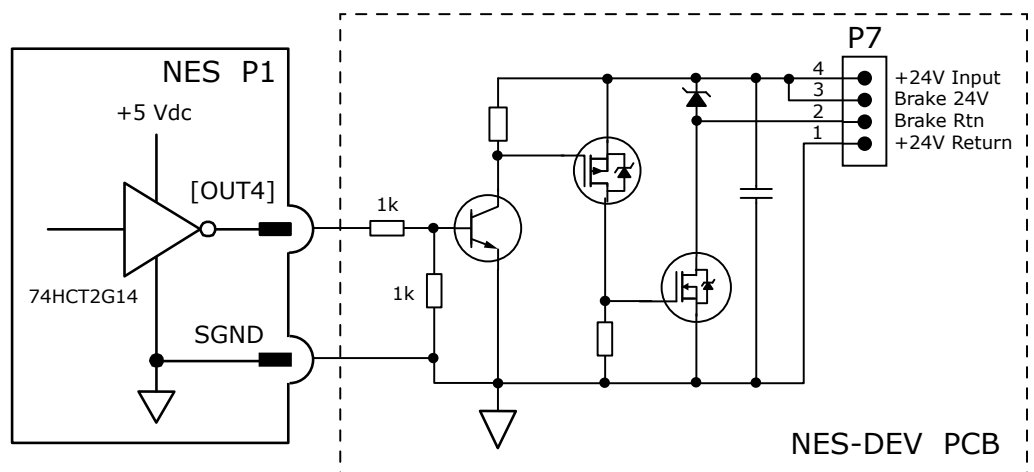 NES P1
P7
+5 Vdc
4 +24V Input
3 Brake 24V
2 Brake Rtn
1 +24V Return
[OUT4]
1k
1k
74HCT2G14
SGND
NES-DEV PCB